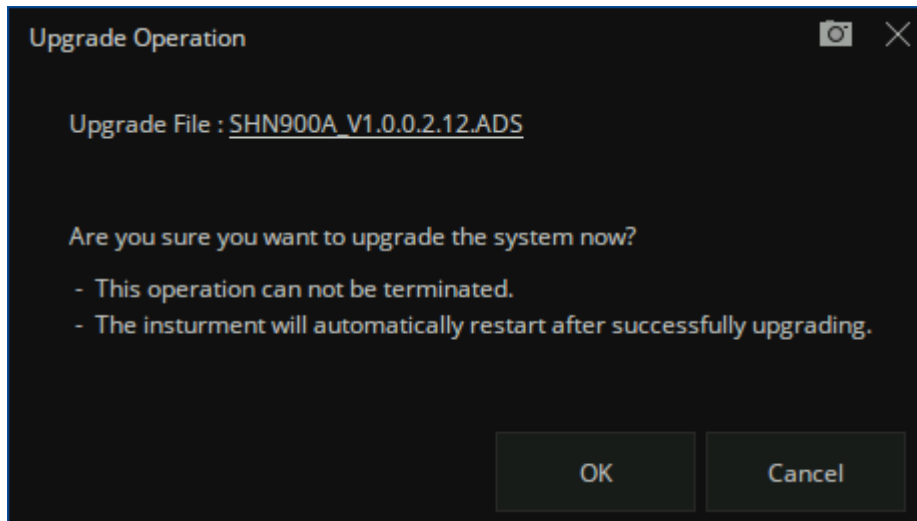 Upgrade Operation
Upgrade File : SHN900A_V1.0.0.2.12.ADS
Are you sure you want to upgrade the system now?
- This operation can not be terminated.
- The insturment will automatically restart after successfully upgrading.
OK Cancel